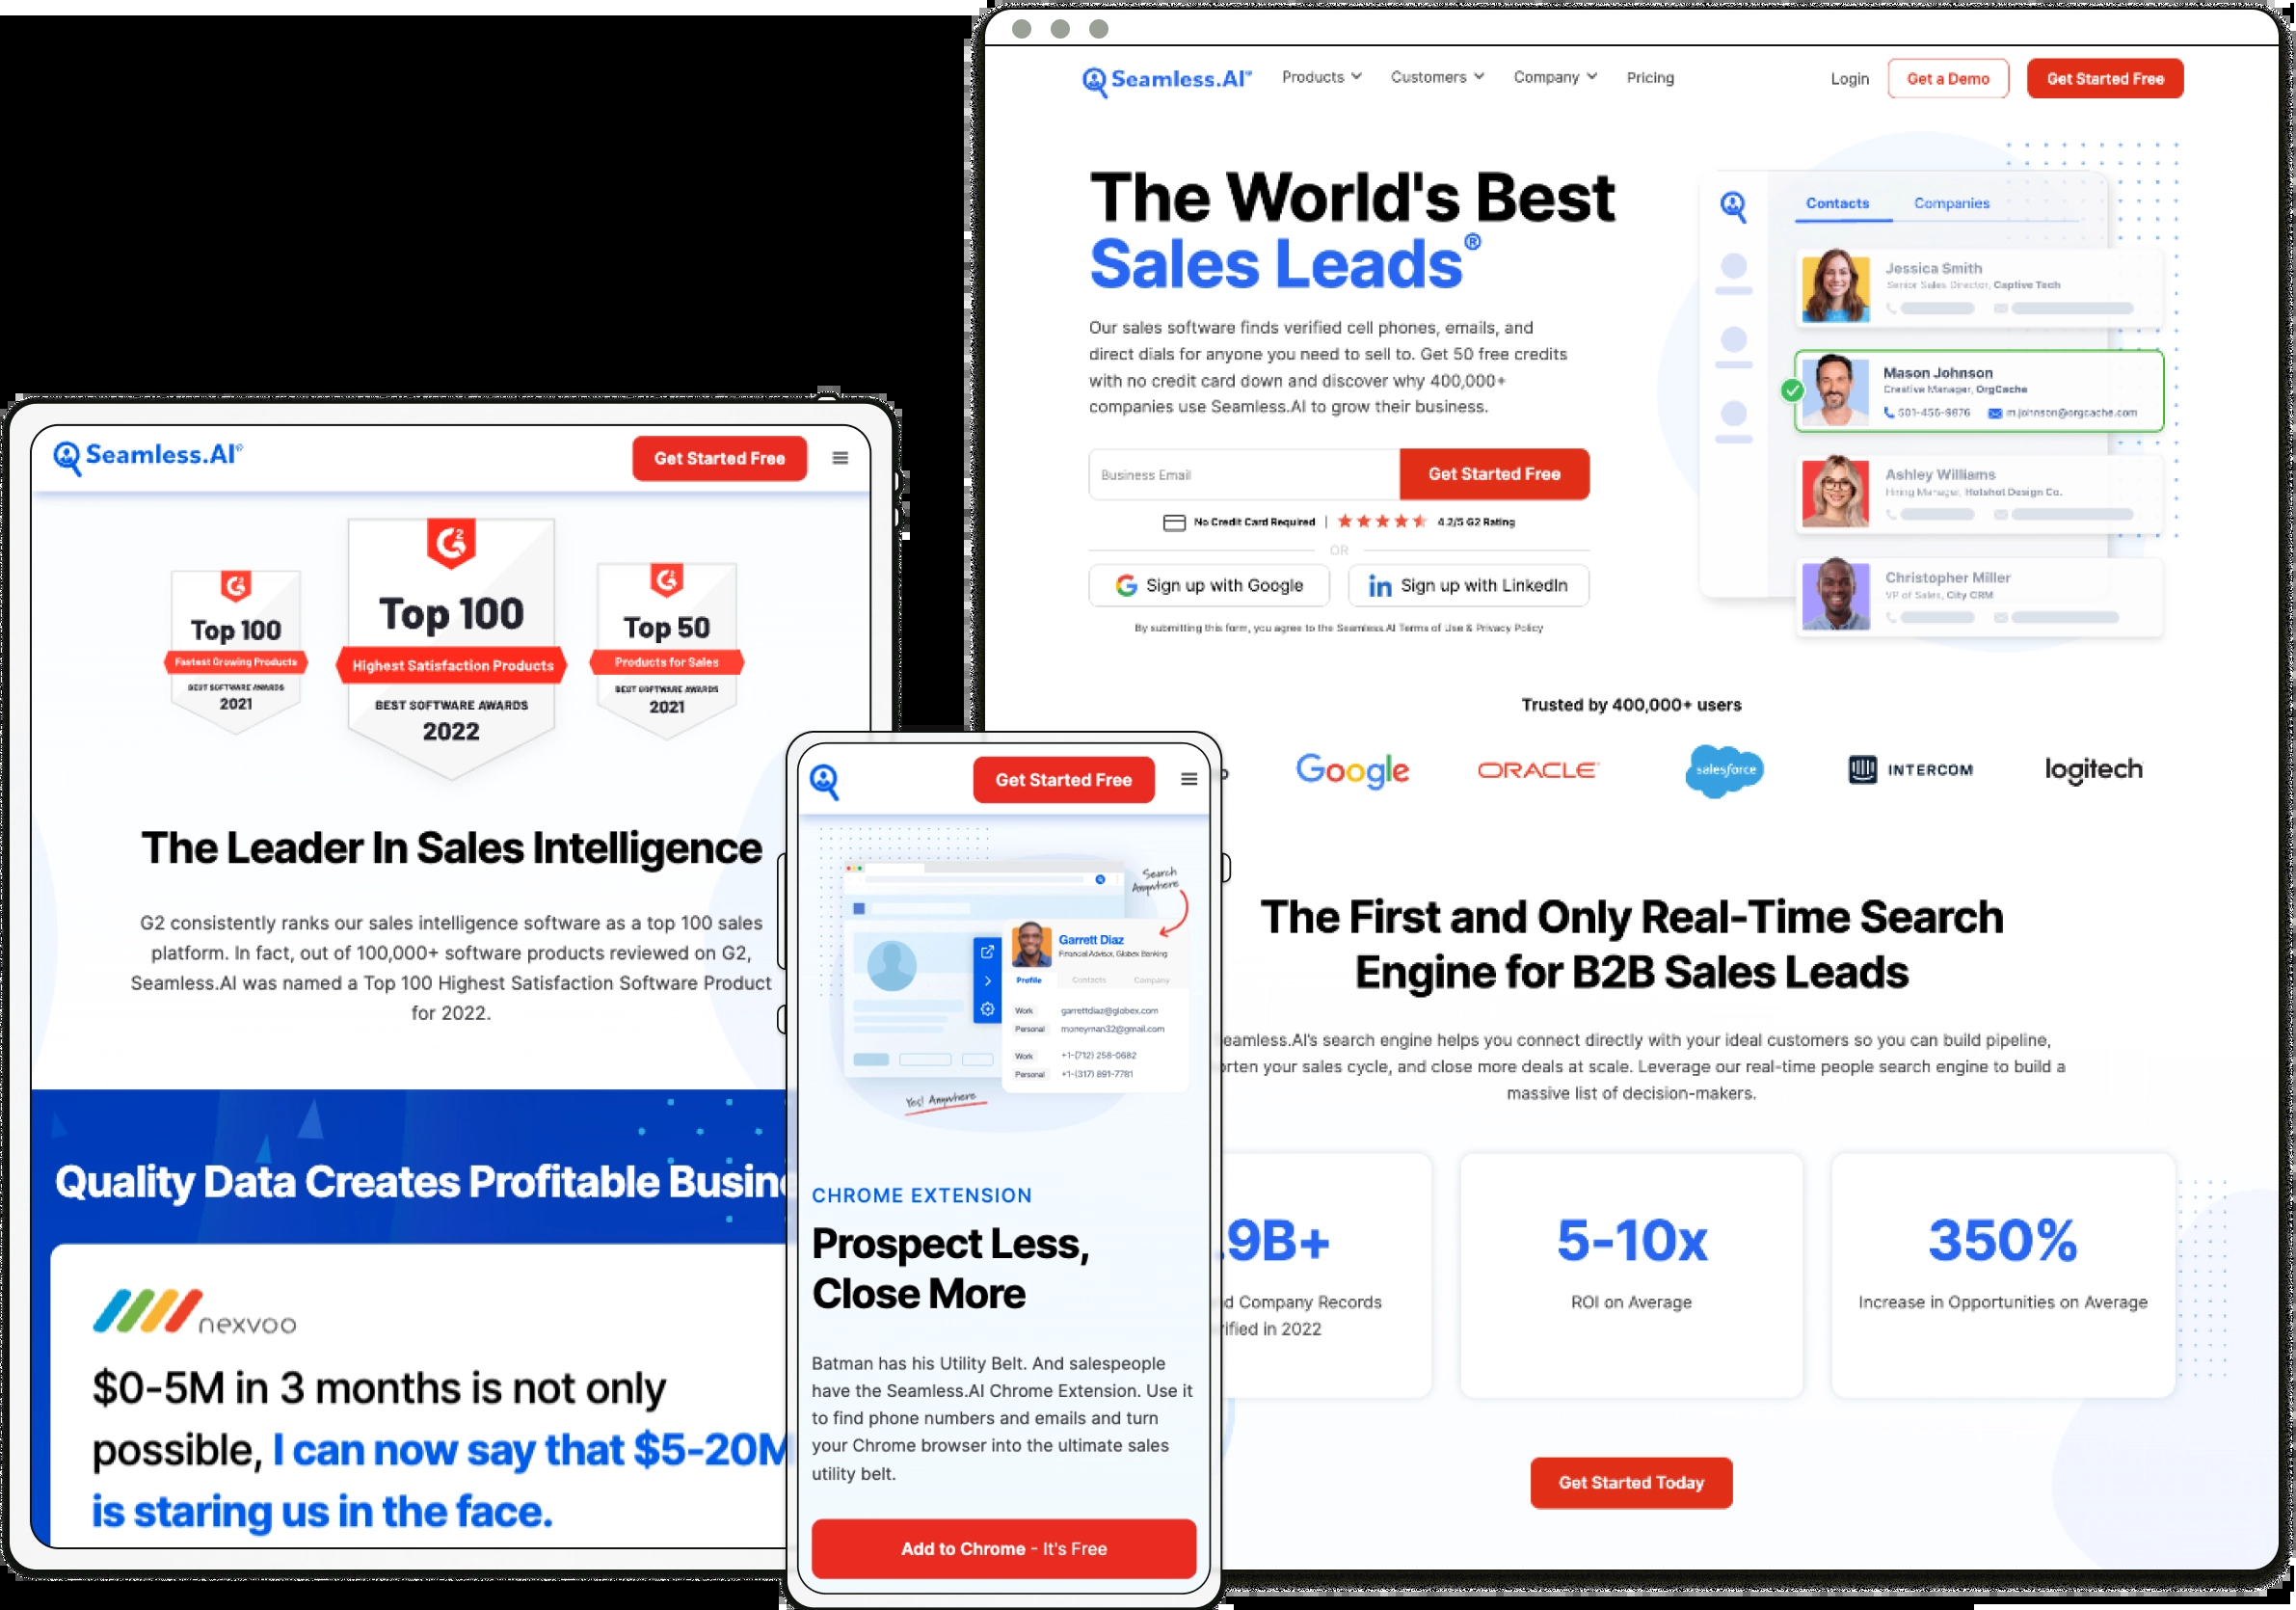 Seamless.AI
Products
Customers
Company
Pricing
Login
Get a Demo
Get Started Free
The World's Best
Sales Leads®
Our sales software finds verified cell phones, emails, and
direct dials for anyone you need to sell to. Get 50 free credits
with no credit card down and discover why 400,000+
companies use Seamless.AI to grow their business.
Business Email
Get Started Free
No Credit Card Required | 4.2/5 G2 Rating
OR
Sign up with Google
Sign up with LinkedIn
By submitting this form, you agree to the Seamless.AI Terms of Use & Privacy Policy
Contacts
Companies
Jessica Smith
Senior Sales Director, Captive Tech
Mason Johnson
Creative Manager, OrgCache
501-456-9876
m.johnson@orgcache.com
Ashley Williams
Hiring Manager, Hotshot Design Co.
Christopher Miller
VP of Sales, City CRM
Trusted by 400,000+ users
Google
ORACLE
salesforce
INTERCOM
logitech
The First and Only Real-Time Search
Engine for B2B Sales Leads
eamless.AI's search engine helps you connect directly with your ideal customers so you can build pipeline,
rten your sales cycle, and close more deals at scale. Leverage our real-time people search engine to build a
massive list of decision-makers.
.9B+
d Company Records
ified in 2022
5-10x
ROI on Average
350%
Increase in Opportunities on Average
Get Started Today
Seamless.AI
Get Started Free
Top 100
Fastest Growing Products
BEST SOFTWARE AWARDS
2021
Top 100
Highest Satisfaction Products
BEST SOFTWARE AWARDS
2022
Top 50
Products for Sales
BEST SOFTWARE AWARDS
2021
The Leader In Sales Intelligence
G2 consistently ranks our sales intelligence software as a top 100 sales
platform. In fact, out of 100,000+ software products reviewed on G2,
Seamless.AI was named a Top 100 Highest Satisfaction Software Product
for 2022.
Quality Data Creates Profitable Busin
nexvoo
$0-5M in 3 months is not only
possible, I can now say that $5-20M
is staring us in the face.
Get Started Free
Search
Anywhere
Garrett Diaz
Financial Advisor, Globex Banking
Profile
Contacts
Company
Work garrettdiaz@globex.com
Personal moneyman32@gmail.com
Work +1-(712) 258-0682
Personal +1-(317) 891-7781
Yes! Anywhere
CHROME EXTENSION
Prospect Less,
Close More
Batman has his Utility Belt. And salespeople
have the Seamless.AI Chrome Extension. Use it
to find phone numbers and emails and turn
your Chrome browser into the ultimate sales
utility belt.
Add to Chrome - It's Free